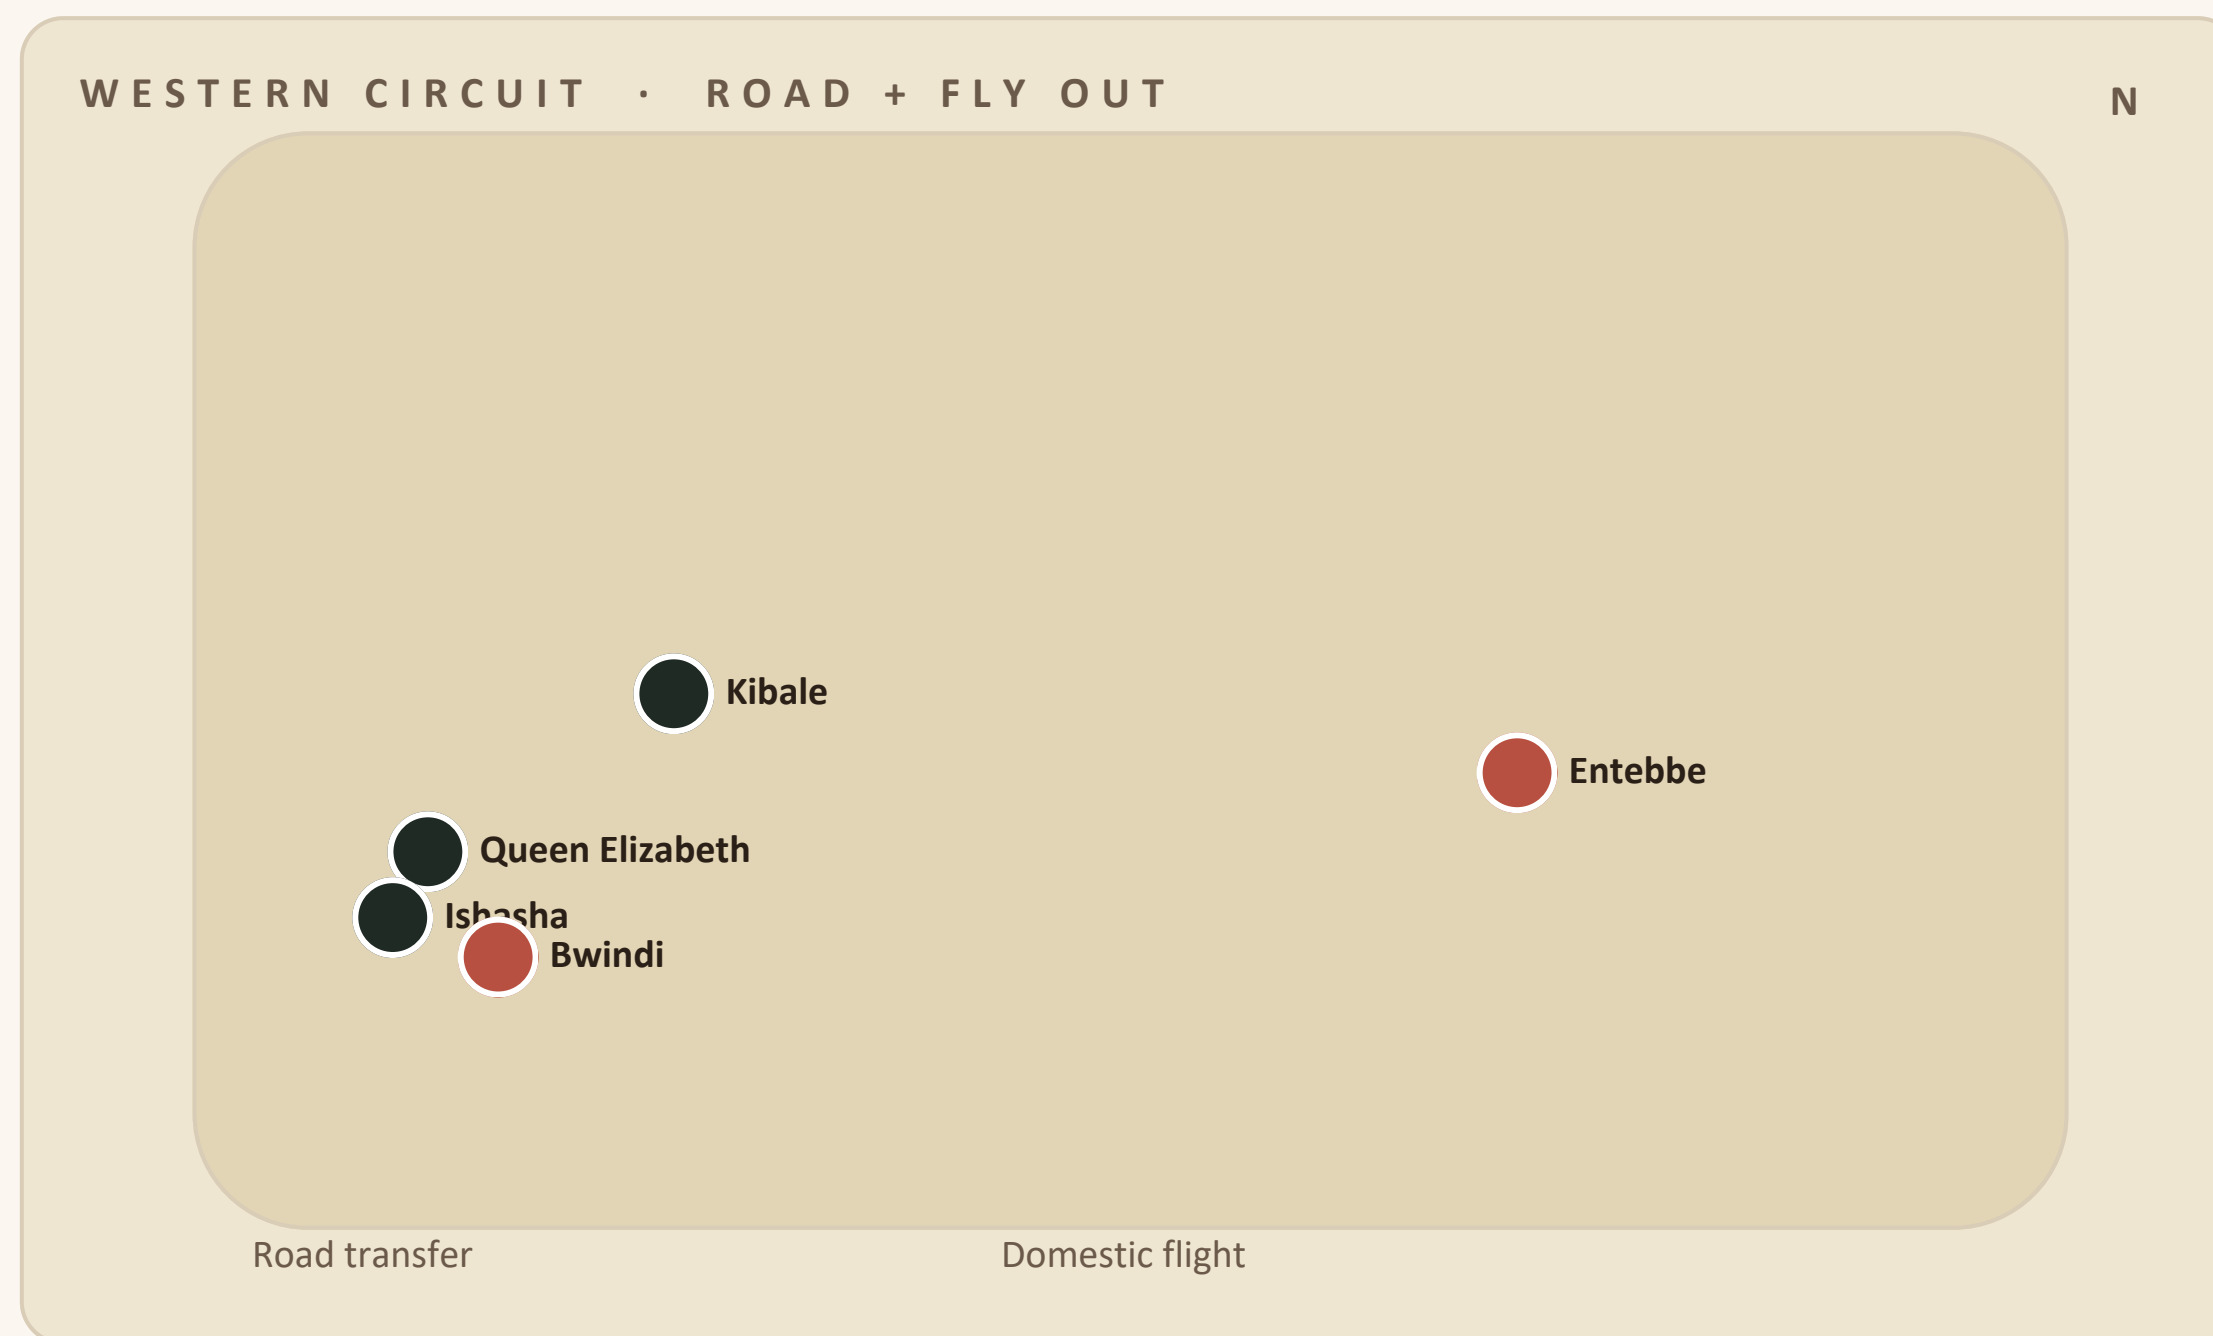 WESTERN CIRCUIT · ROAD + FLY OUT
N
Kibale
Entebbe
Queen Elizabeth
Ishasha
Bwindi
Road transfer
Domestic flight